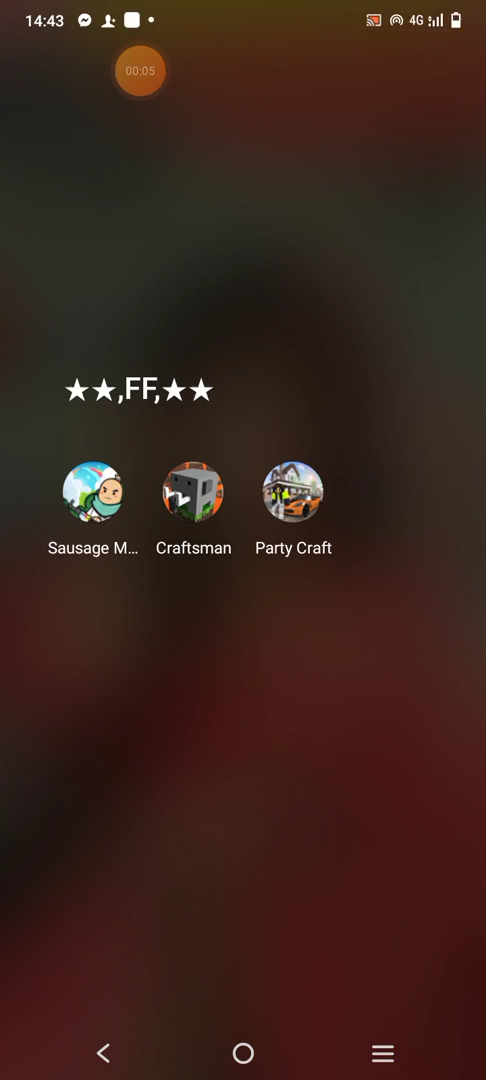 14:43
4G
00:05
★★,FF,★★
Sausage M...
Craftsman
Party Craft